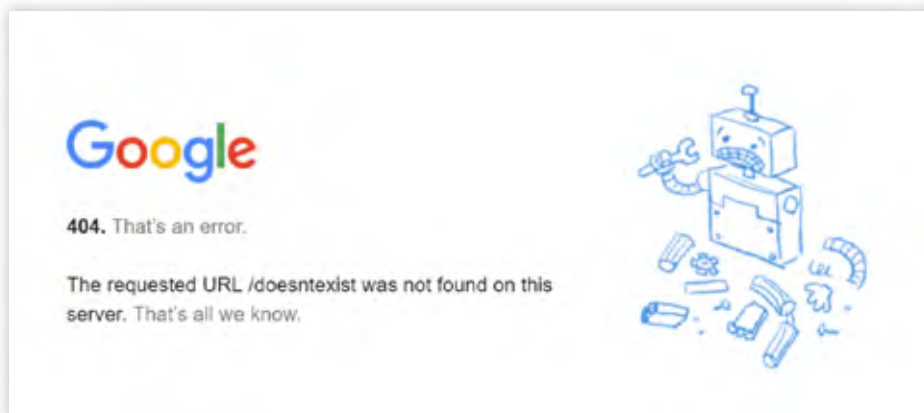 Google
404. That's an error.
The requested URL /doesntexist was not found on this
server. That's all we know.